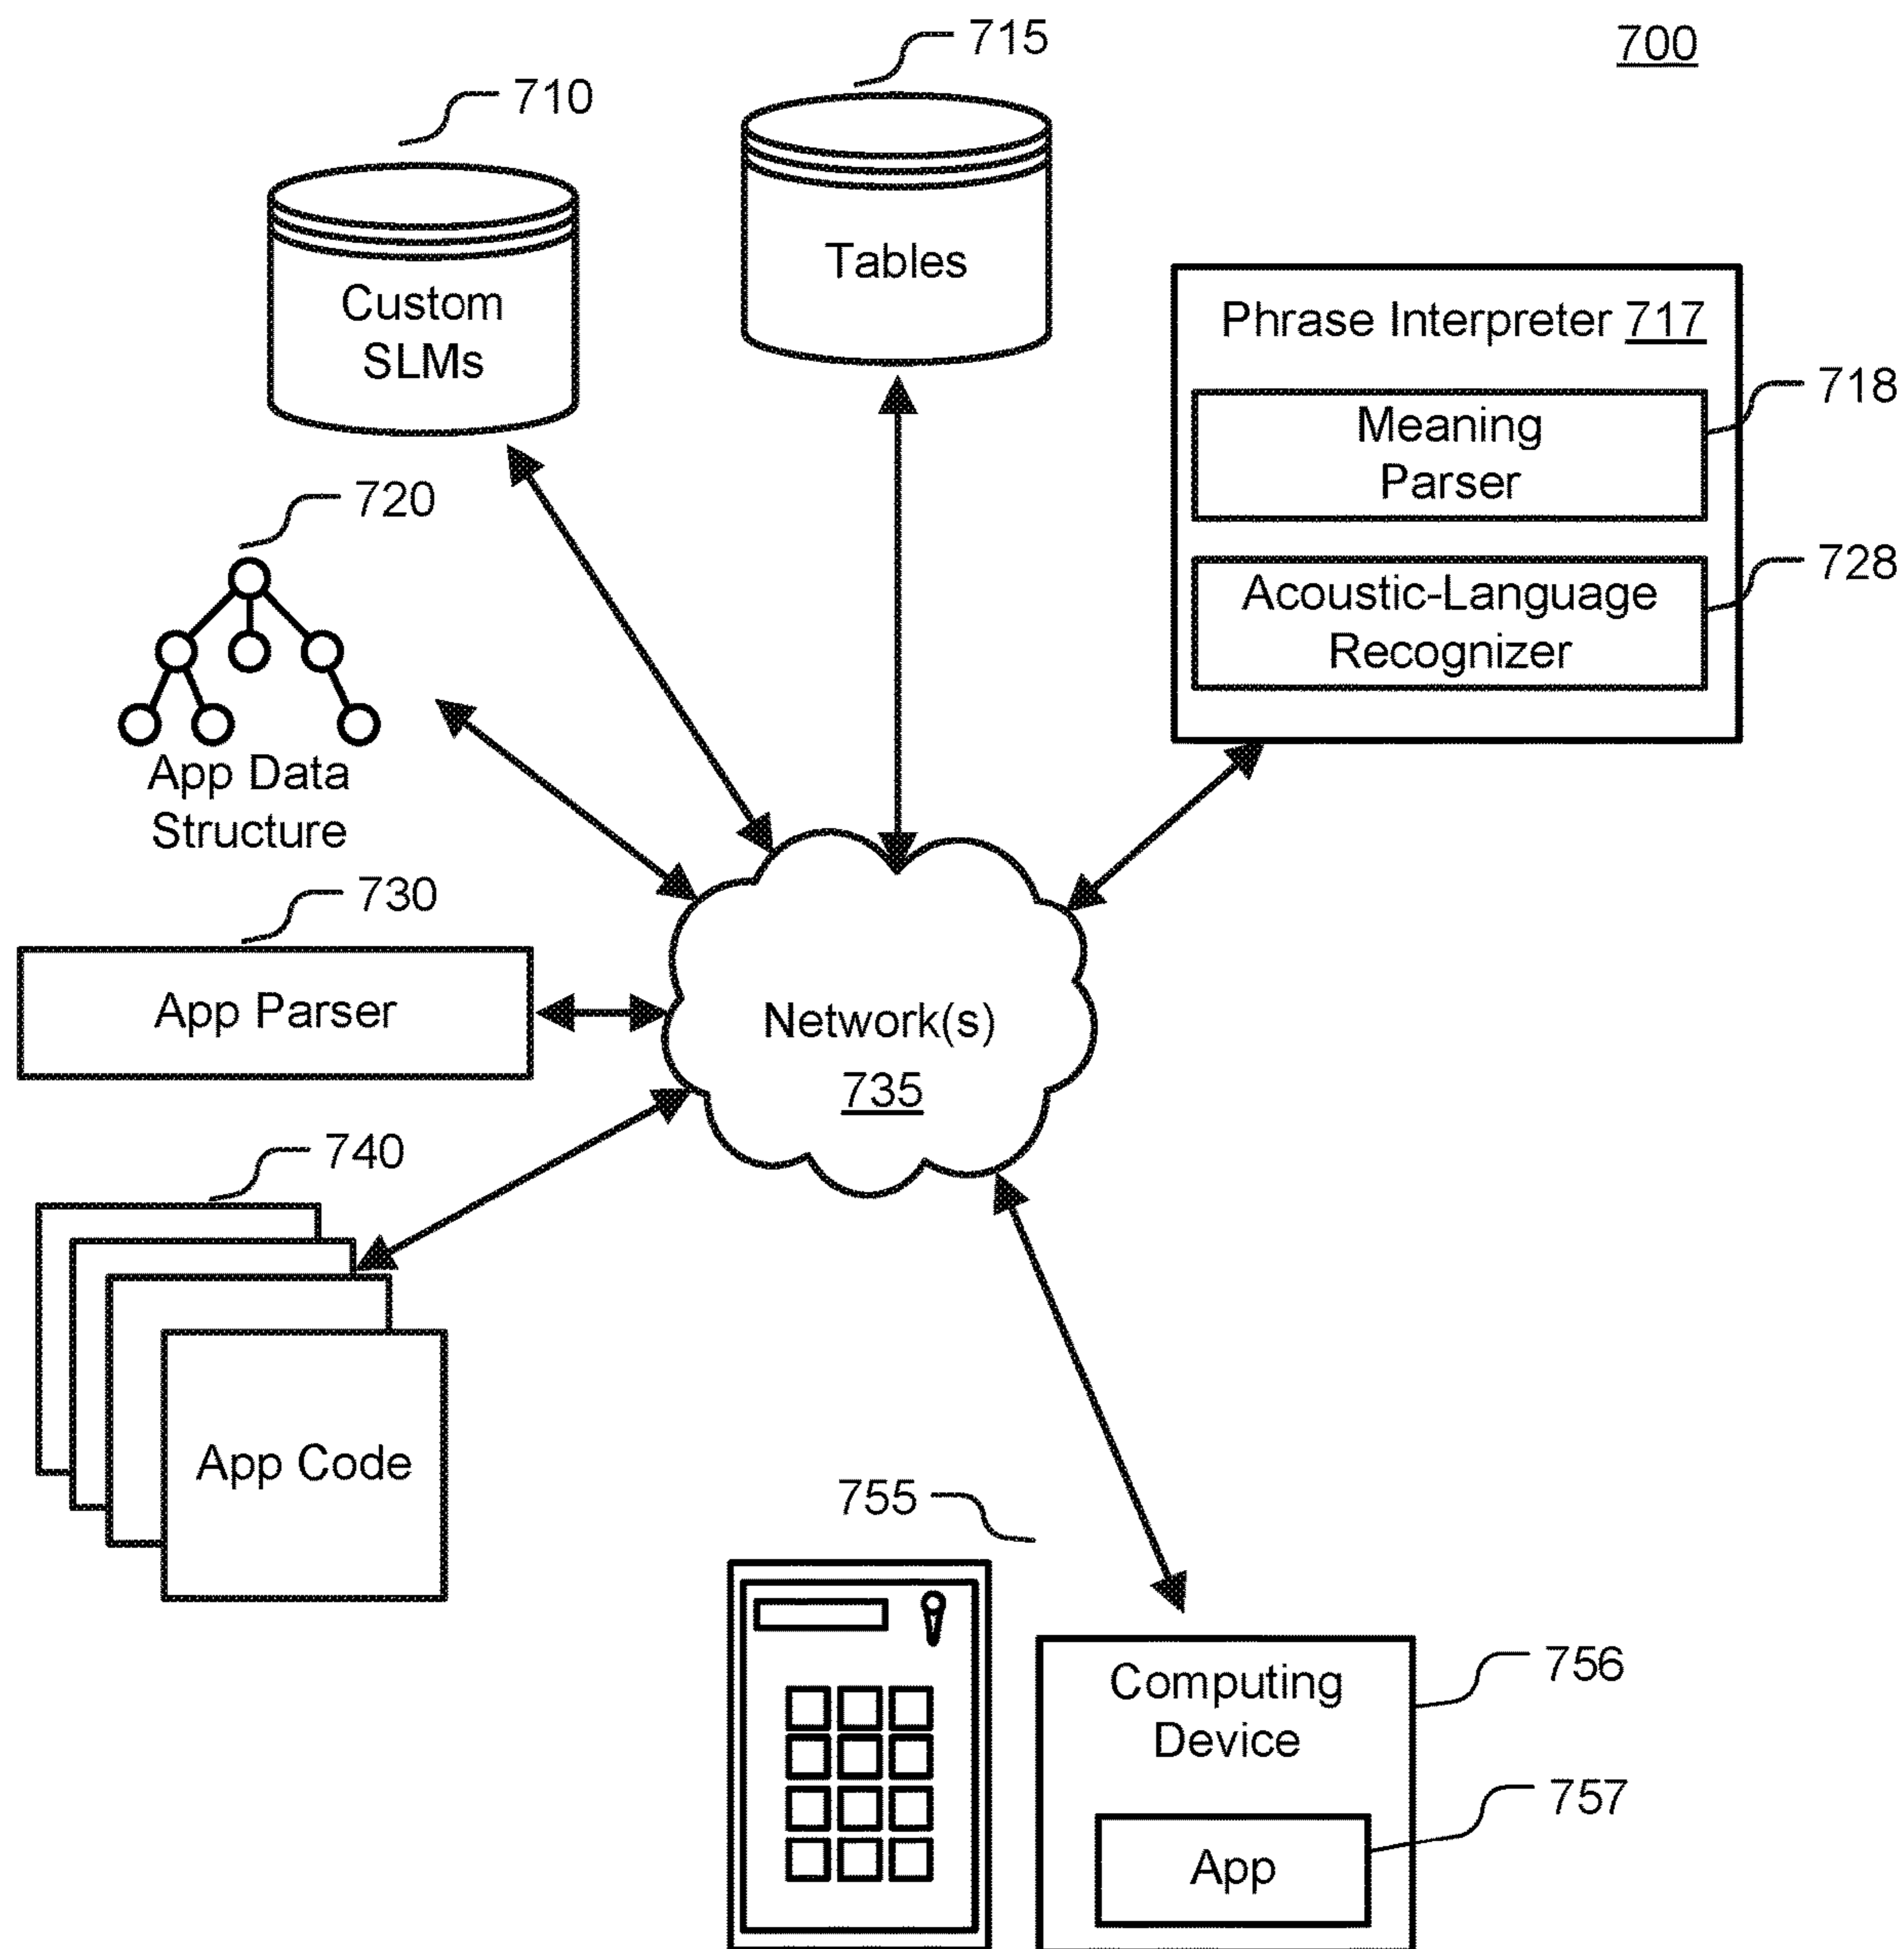 715
700
710
Tables
Custom
SLMs
Phrase Interpreter 717
718
Meaning
Parser
720
728
Acoustic-Language
Recognizer
App Data
Structure
730
App Parser
Network(s)
735
740
App Code
755
756
Computing
Device
757
App